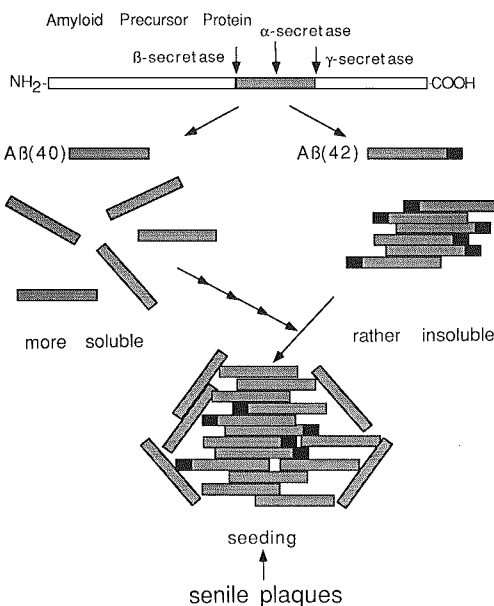 Amyloid Precursor Protein
α-secretase
ß-secretase
γ-secretase
NH2-
-COOH
Aß(40)
Aß(42)
more soluble
rather insoluble
seeding
senile plaques